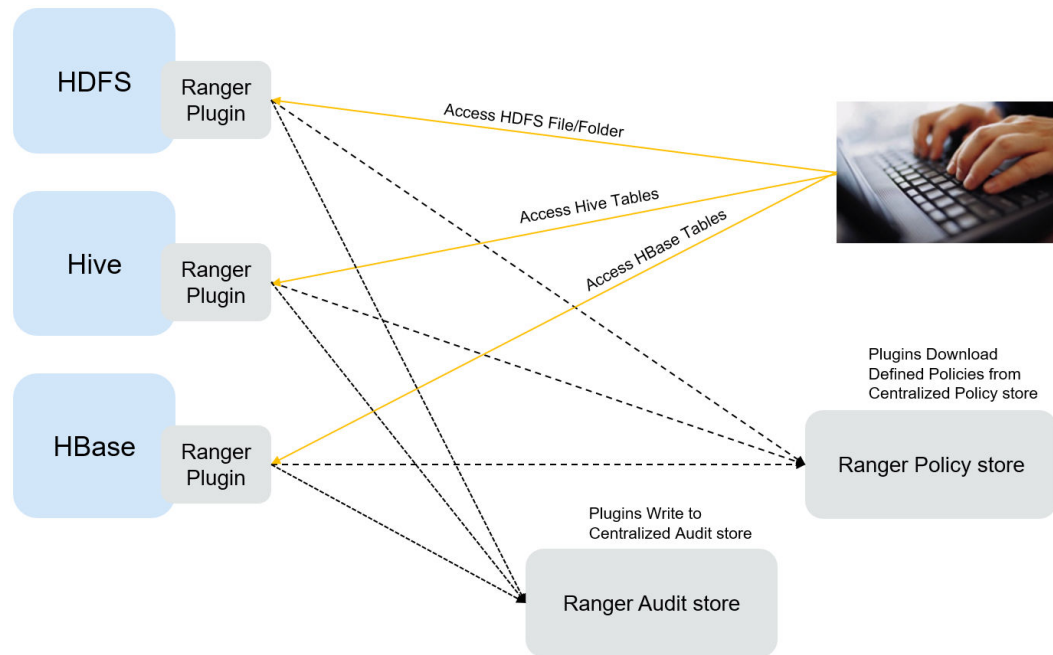 HDFS
Ranger
Plugin
Access HDFS File/Folder
Hive
Ranger
Plugin
Access Hive Tables
Access HBase Tables
HBase
Ranger
Plugin
Plugins Download
Defined Policies from
Centralized Policy store
Ranger Policy store
Plugins Write to
Centralized Audit store
Ranger Audit store